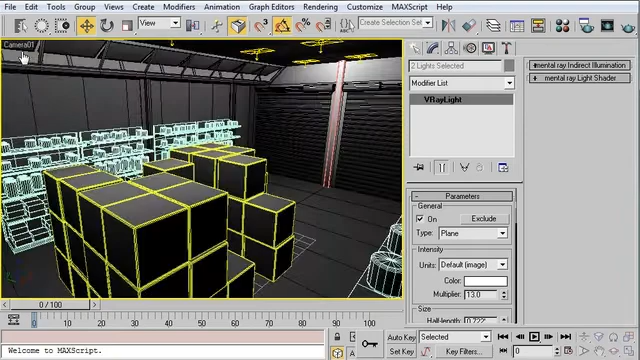 File Edit Tools Group Views Create Modifiers Animation Graph Editors Rendering Customize MAXScript Help
View
Create Selection Se
Camera01
2 Lights Selected
Modifier List
VRayLight
mental ray Indirect Illumination
mental ray Light Shader
Parameters
General
On Exclude
Type: Plane
Intensity
Units: Default (image)
Color:
Multiplier: 13.0
Size
Half-length:
0 / 100
0 10 20 30 40 50 60 70 80 90 100
Auto Key Selected
Set Key Key Filters...
0
Welcome to MAXScript.